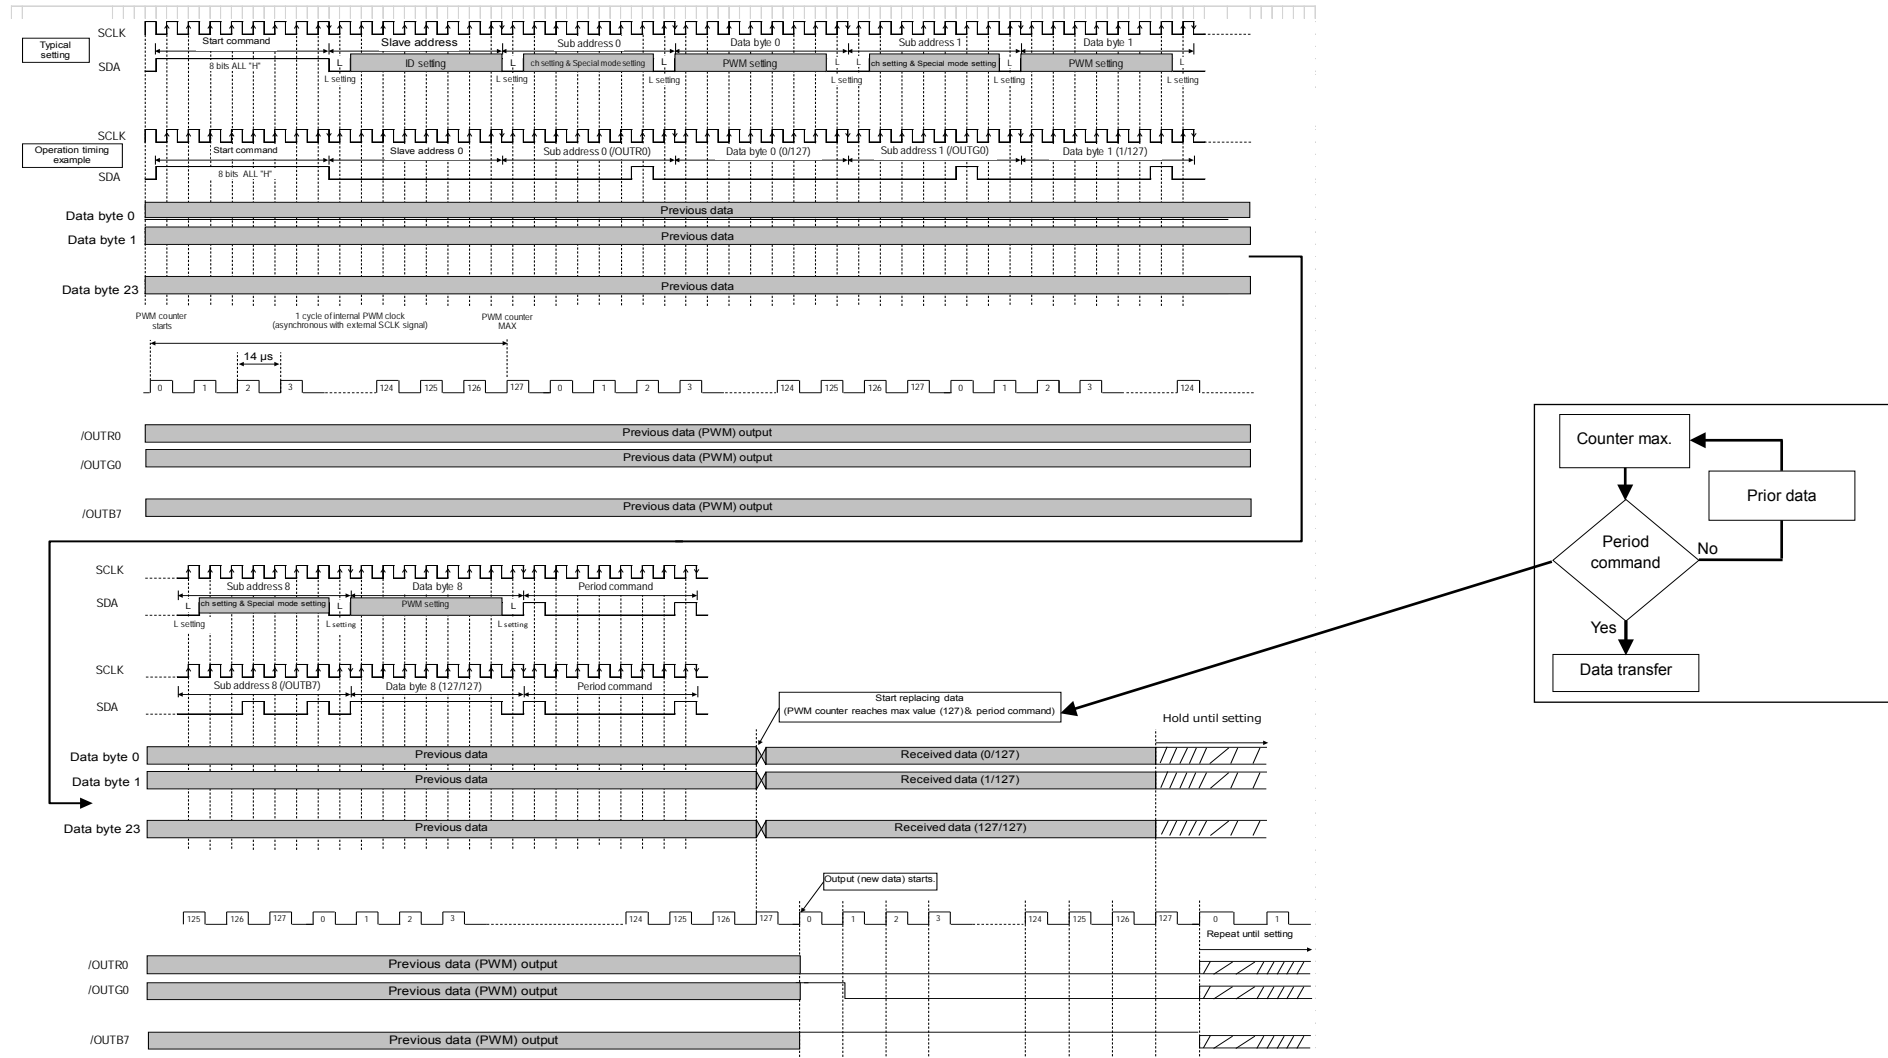 SCLK
Typical
setting
Start command
Slave address
Sub address 0
Data byte 0
Sub address 1
Data byte 1
SDA
8 bits ALL "H"
L
ID setting
L
ch setting & Special mode setting
L
PWM setting
L
L
ch setting & Special mode setting
L
PWM setting
L
L setting
L setting
L setting
L setting
L setting
L setting
SCLK
Operation timing
example
Start command
Slave address 0
Sub address 0 (/OUTR0)
Data byte 0 (0/127)
Sub address 1 (/OUTG0)
Data byte 1 (1/127)
SDA
8 bits ALL "H"
Data byte 0
Previous data
Data byte 1
Previous data
Data byte 23
Previous data
PWM counter
starts
1 cycle of internal PWM clock
(asynchronous with external SCLK signal)
PWM counter
MAX
14 μs
0 1 2 3 124 125 126 127 0 1 2 3 124 125 126 127 0 1 2 3 124
/OUTR0
Previous data (PWM) output
/OUTG0
Previous data (PWM) output
/OUTB7
Previous data (PWM) output
Counter max.
Prior data
Period
command
No
Yes
Data transfer
SCLK
Sub address 8
Data byte 8
Period command
SDA
L
ch setting & Special mode setting
L
PWM setting
L
L setting
L setting
L setting
SCLK
Sub address 8 (/OUTB7)
Data byte 8 (127/127)
Period command
SDA
Start replacing data
(PWM counter reaches max value (127) & period command)
Hold until setting
Data byte 0
Previous data
Received data (0/127)
Data byte 1
Previous data
Received data (1/127)
Data byte 23
Previous data
Received data (127/127)
Output (new data) starts.
125 126 127 0 1 2 3 124 125 126 127 0 1 2 3 124 125 126 127 0 1
Repeat until setting
/OUTR0
Previous data (PWM) output
/OUTG0
Previous data (PWM) output
/OUTB7
Previous data (PWM) output